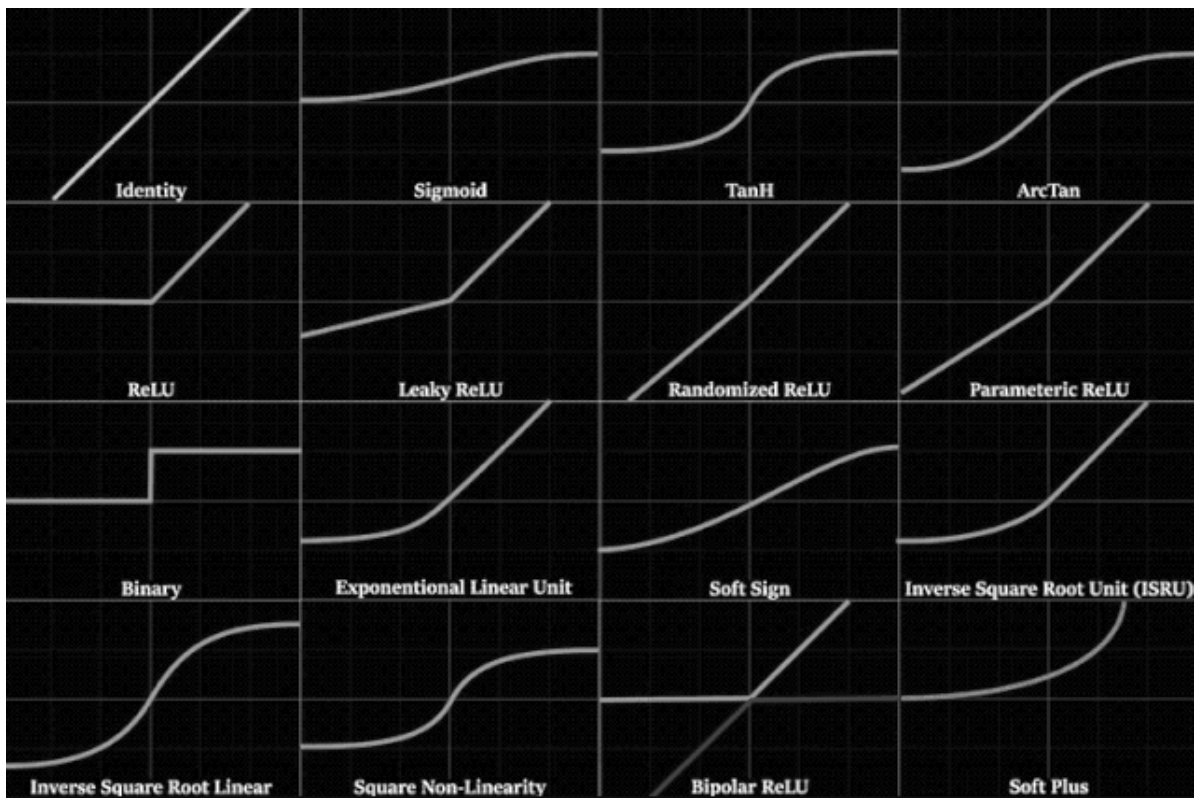 Identity
Sigmoid
TanH
ArcTan
ReLU
Leaky ReLU
Randomized ReLU
Parameteric ReLU
Binary
Exponentional Linear Unit
Soft Sign
Inverse Square Root Unit (ISRU)
Inverse Square Root Linear
Square Non-Linearity
Bipolar ReLU
Soft Plus